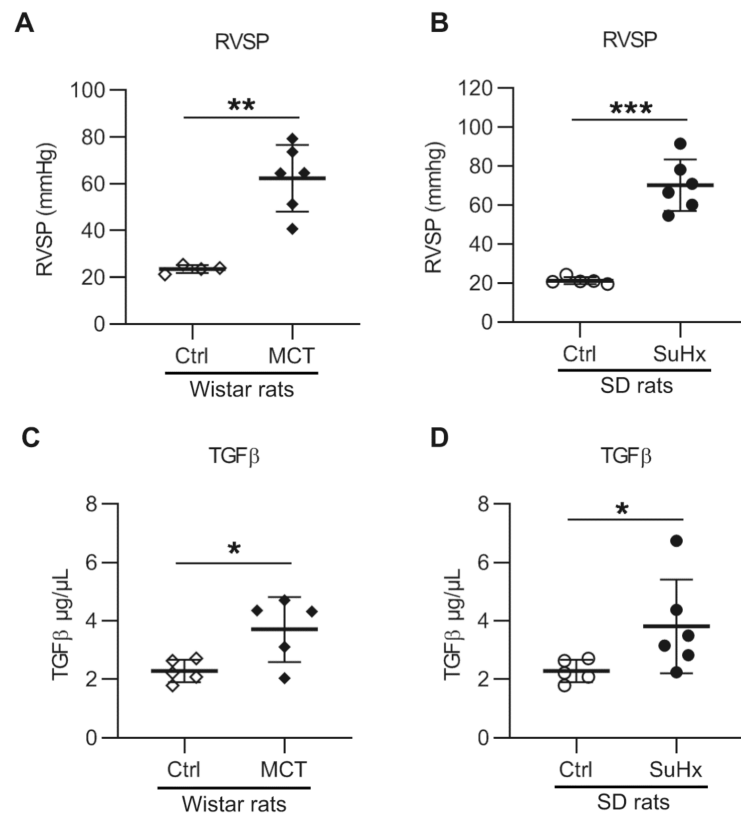 A
RVSP
RVSP (mmHg)
100
80
60
40
20
0
**
Ctrl MCT
Wistar rats
B
RVSP
RVSP (mmhg)
120
100
80
60
40
20
0
***
Ctrl SuHx
SD rats
C
TGFβ
TGFβ µg/µL
8
6
4
2
0
*
Ctrl MCT
Wistar rats
D
TGFβ
TGFβ µg/µL
8
6
4
2
0
*
Ctrl SuHx
SD rats